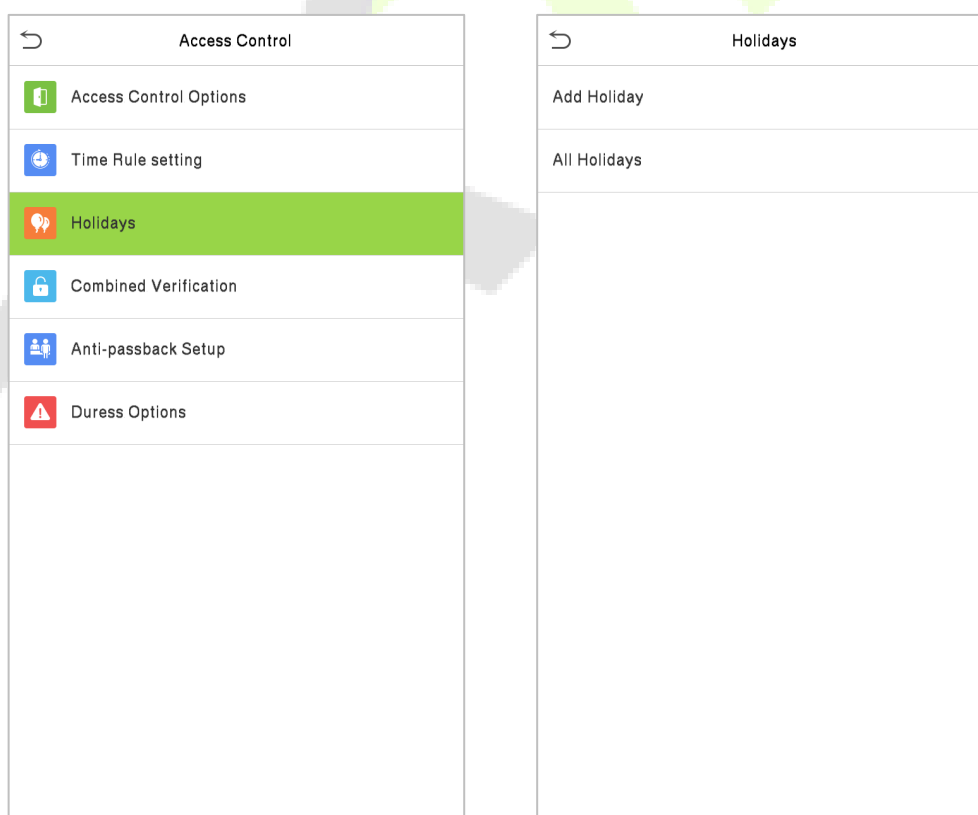 Access Control
Access Control Options
Time Rule setting
Holidays
Combined Verification
Anti-passback Setup
Duress Options
Holidays
Add Holiday
All Holidays